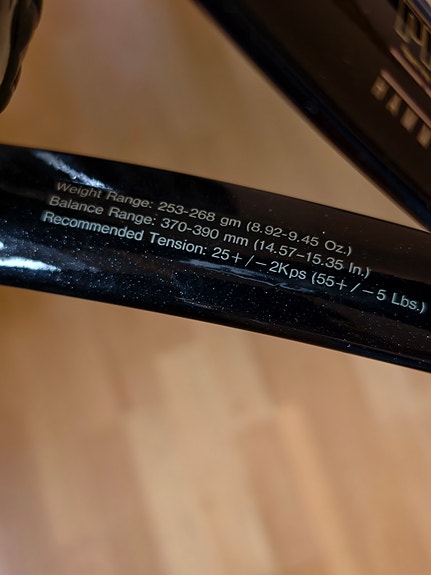 Weight Range: 253-268 gm (8.92-9.45 Oz.)
Balance Range: 370-390 mm (14.57-15.35 In.)
Recommended Tension: 25+/-2Kps (55+/-5 Lbs.)